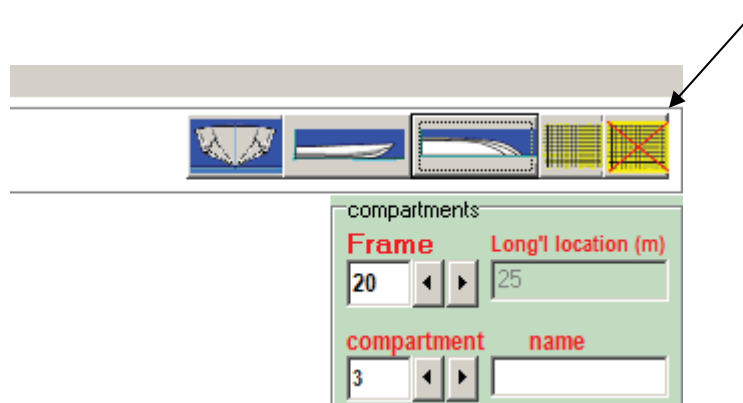 compartments
Frame Long'l location (m)
20 25
compartment name
3